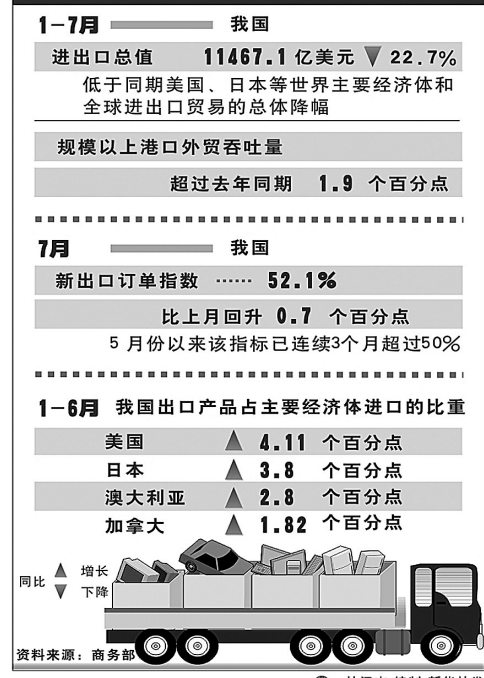 1-7月 我国
进出口总值 11467.1亿美元 ▼ 22.7%
低于同期美国、日本等世界主要经济体和
全球进出口贸易的总体降幅
规模以上港口外贸吞吐量
超过去年同期 1.9 个百分点
7月 我国
新出口订单指数 …… 52.1%
比上月回升 0.7 个百分点
5月份以来该指标已连续3个月超过50%
1-6月 我国出口产品占主要经济体进口的比重
美国 ▲ 4.11 个百分点
日本 ▲ 3.8 个百分点
澳大利亚 ▲ 2.8 个百分点
加拿大 ▲ 1.82 个百分点
同比 ▲ 增长
▼ 下降
资料来源：商务部